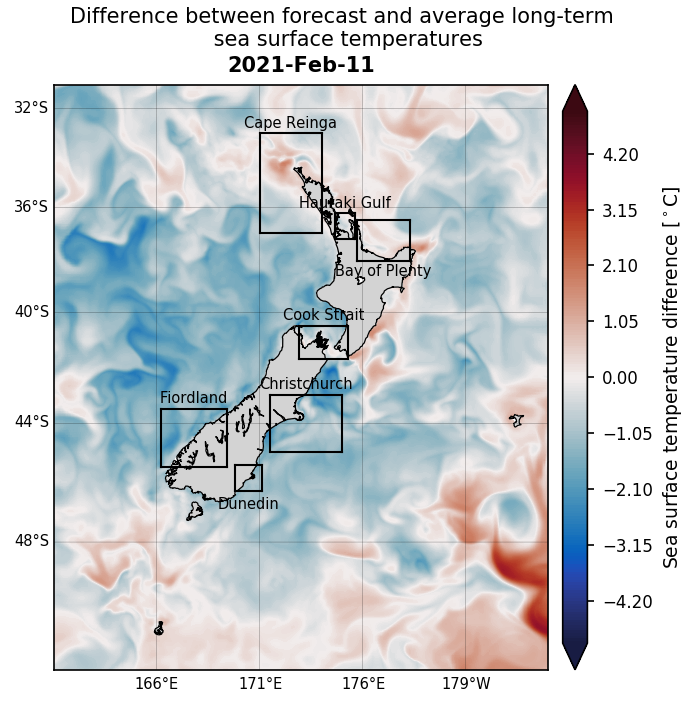 Difference between forecast and average long-term
sea surface temperatures
2021-Feb-11
32°S
36°S
40°S
44°S
48°S
Cape Reinga
Hauraki Gulf
Bay of Plenty
Cook Strait
Christchurch
Fiordland
Dunedin
166°E
171°E
176°E
179°W
4.20
3.15
2.10
1.05
0.00
−1.05
−2.10
−3.15
−4.20
Sea surface temperature difference [°C]